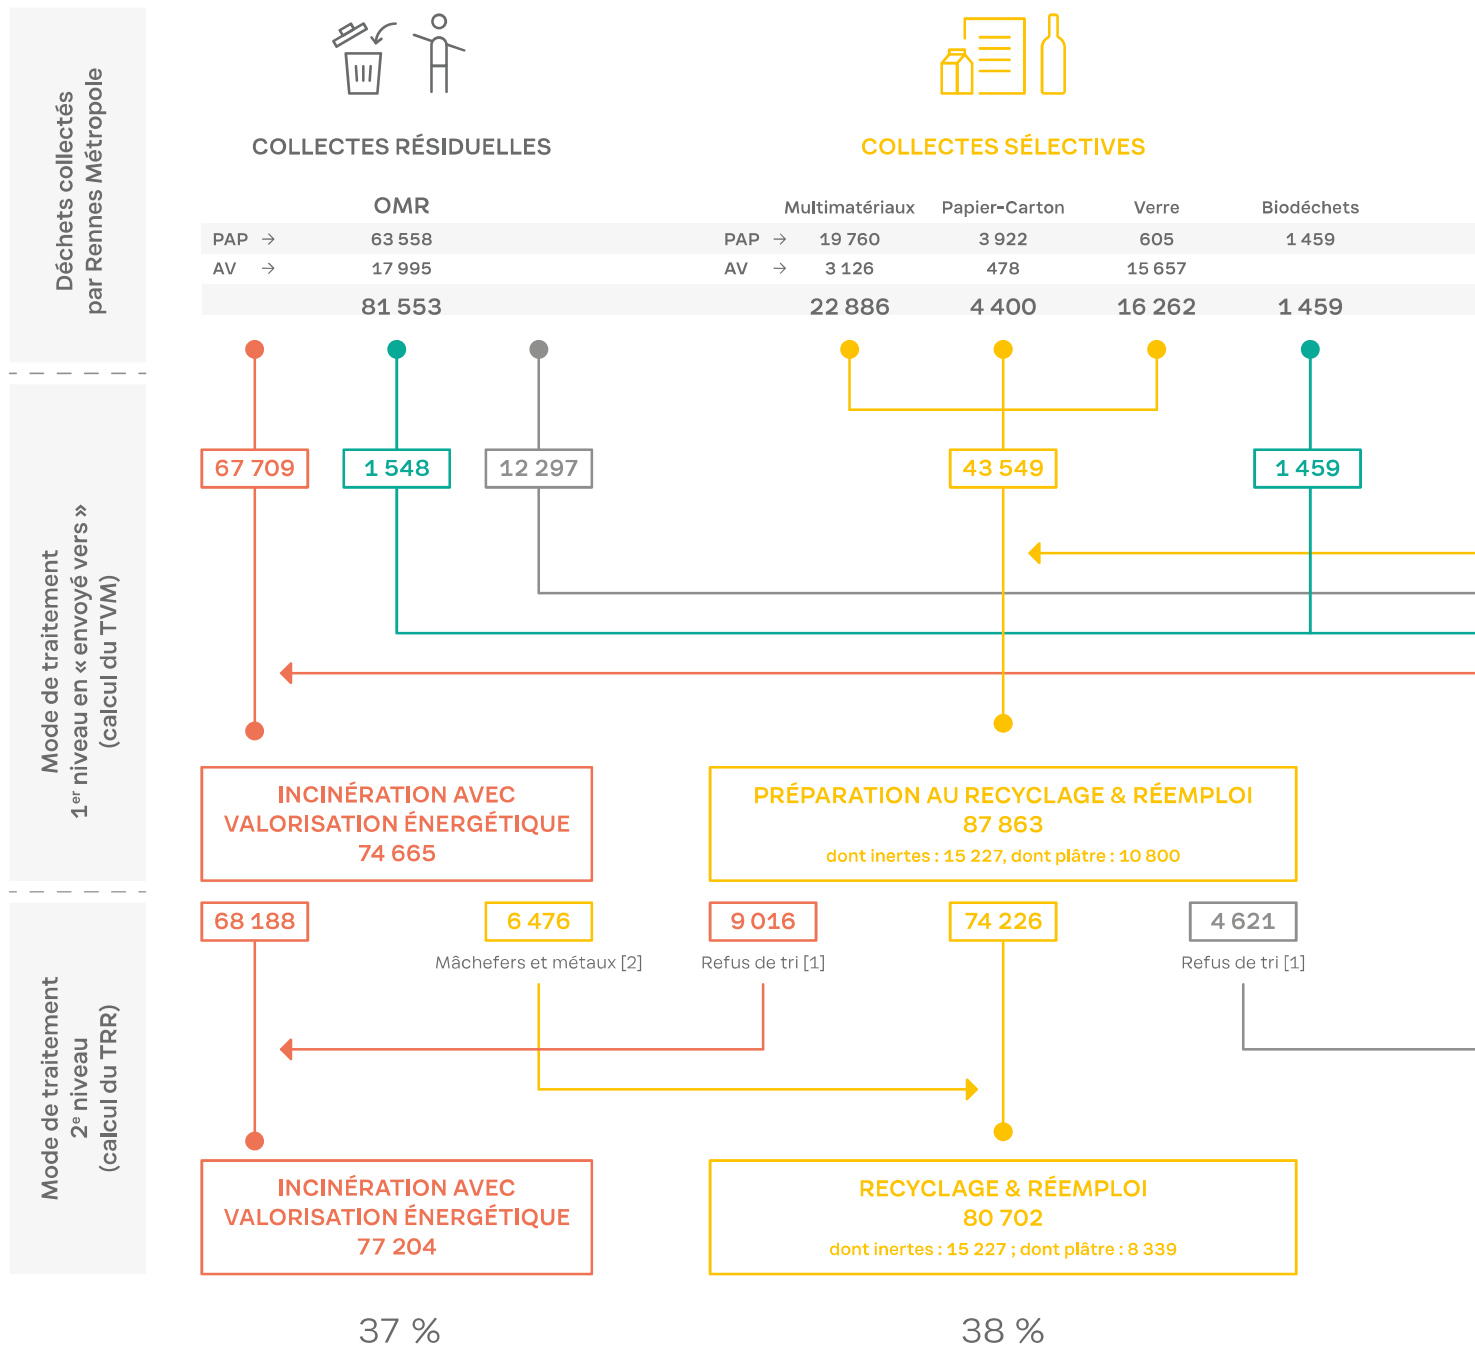 Déchets collectés
par Rennes Métropole
COLLECTES RÉSIDUELLES
COLLECTES SÉLECTIVES
OMR
Multimatériaux Papier-Carton Verre Biodéchets
PAP → 63 558 PAP → 19 760 3 922 605 1 459
AV → 17 995 AV → 3 126 478 15 657
81 553 22 886 4 400 16 262 1 459
Mode de traitement
1er niveau en « envoyé vers »
(calcul du TVM)
67 709 1 548 12 297 43 549 1 459
INCINÉRATION AVEC
VALORISATION ÉNERGÉTIQUE
74 665
PRÉPARATION AU RECYCLAGE & RÉEMPLOI
87 863
dont inertes : 15 227, dont plâtre : 10 800
Mode de traitement
2e niveau
(calcul du TRR)
68 188 6 476 9 016 74 226 4 621
Mâchefers et métaux [2] Refus de tri [1] Refus de tri [1]
INCINÉRATION AVEC
VALORISATION ÉNERGÉTIQUE
77 204
RECYCLAGE & RÉEMPLOI
80 702
dont inertes : 15 227 ; dont plâtre : 8 339
37 % 38 %